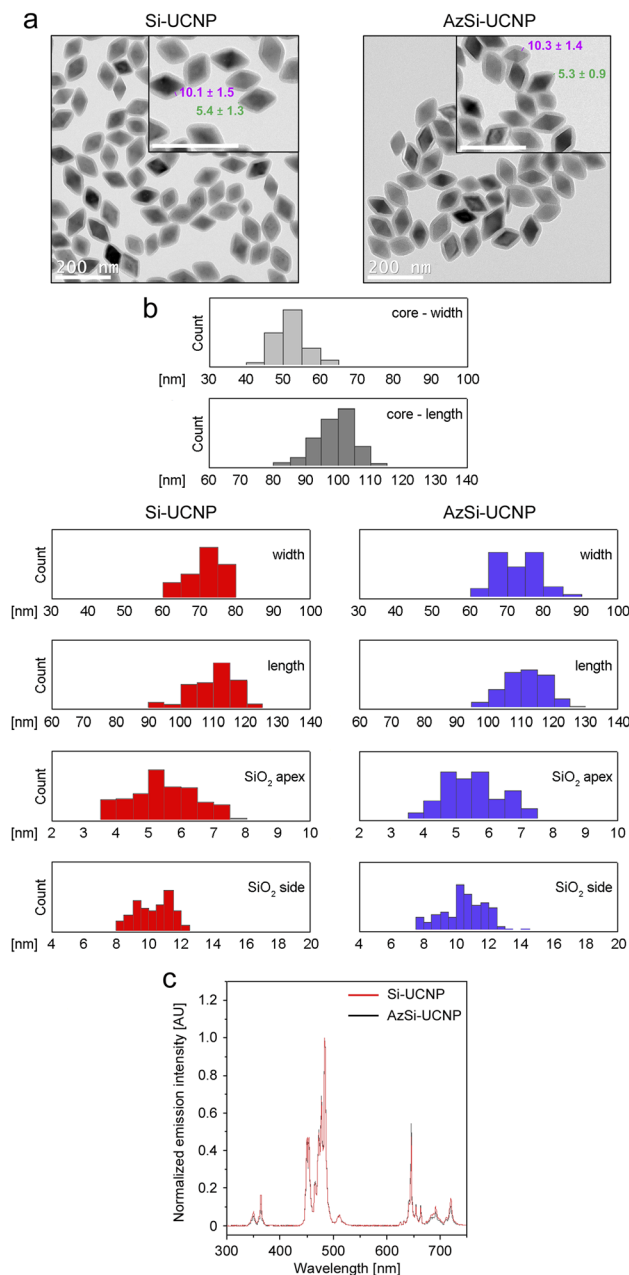 a
Si-UCNP
AzSi-UCNP
10.1 ± 1.5
5.4 ± 1.3
200 nm
10.3 ± 1.4
5.3 ± 0.9
200 nm
b
Count
core - width
[nm]
30 40 50 60 70 80 90 100
Count
core - length
[nm]
60 70 80 90 100 110 120 130 140
Si-UCNP
AzSi-UCNP
Count
width
width
[nm]
30 40 50 60 70 80 90 100
30 40 50 60 70 80 90 100
Count
length
length
[nm]
60 70 80 90 100 110 120 130 140
60 70 80 90 100 110 120 130 140
Count
SiO₂ apex
SiO₂ apex
[nm]
2 3 4 5 6 7 8 9 10
2 3 4 5 6 7 8 9 10
Count
SiO₂ side
SiO₂ side
[nm]
4 6 8 10 12 14 16 18 20
4 6 8 10 12 14 16 18 20
c
Si-UCNP
AzSi-UCNP
Normalized emission intensity [AU]
1.2
1.0
0.8
0.6
0.4
0.2
0
300 400 500 600 700
Wavelength [nm]